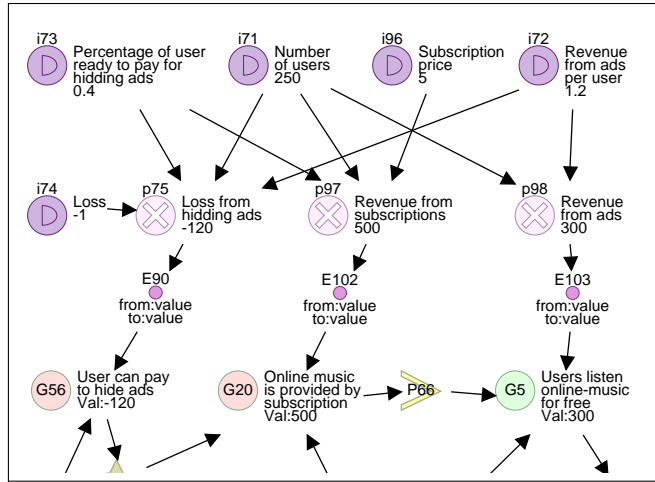 i73
Percentage of user
ready to pay for
hidding ads
0.4
i71
Number
of users
250
i96
Subscription
price
5
i72
Revenue
from ads
per user
1.2
i74
Loss
-1
p75
Loss from
hidding ads
-120
p97
Revenue from
subscriptions
500
p98
Revenue
from ads
300
E90
from:value
to:value
E102
from:value
to:value
E103
from:value
to:value
G56
User can pay
to hide ads
Val:-120
G20
Online music
is provided by
subscription
Val:500
P66
G5
Users listen
online-music
for free
Val:300